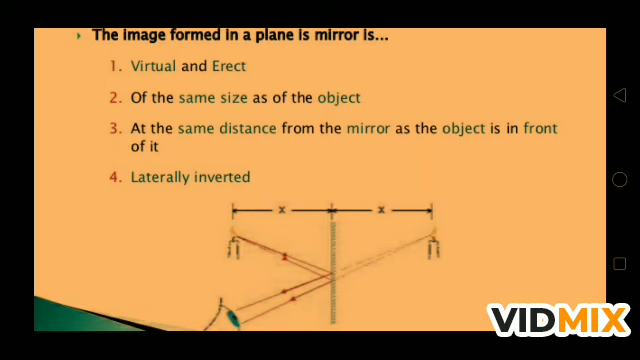 The image formed in a plane is mirror is...
1. Virtual and Erect
2. Of the same size as of the object
3. At the same distance from the mirror as the object is in front
of it
4. Laterally inverted
x x
VIDMIX